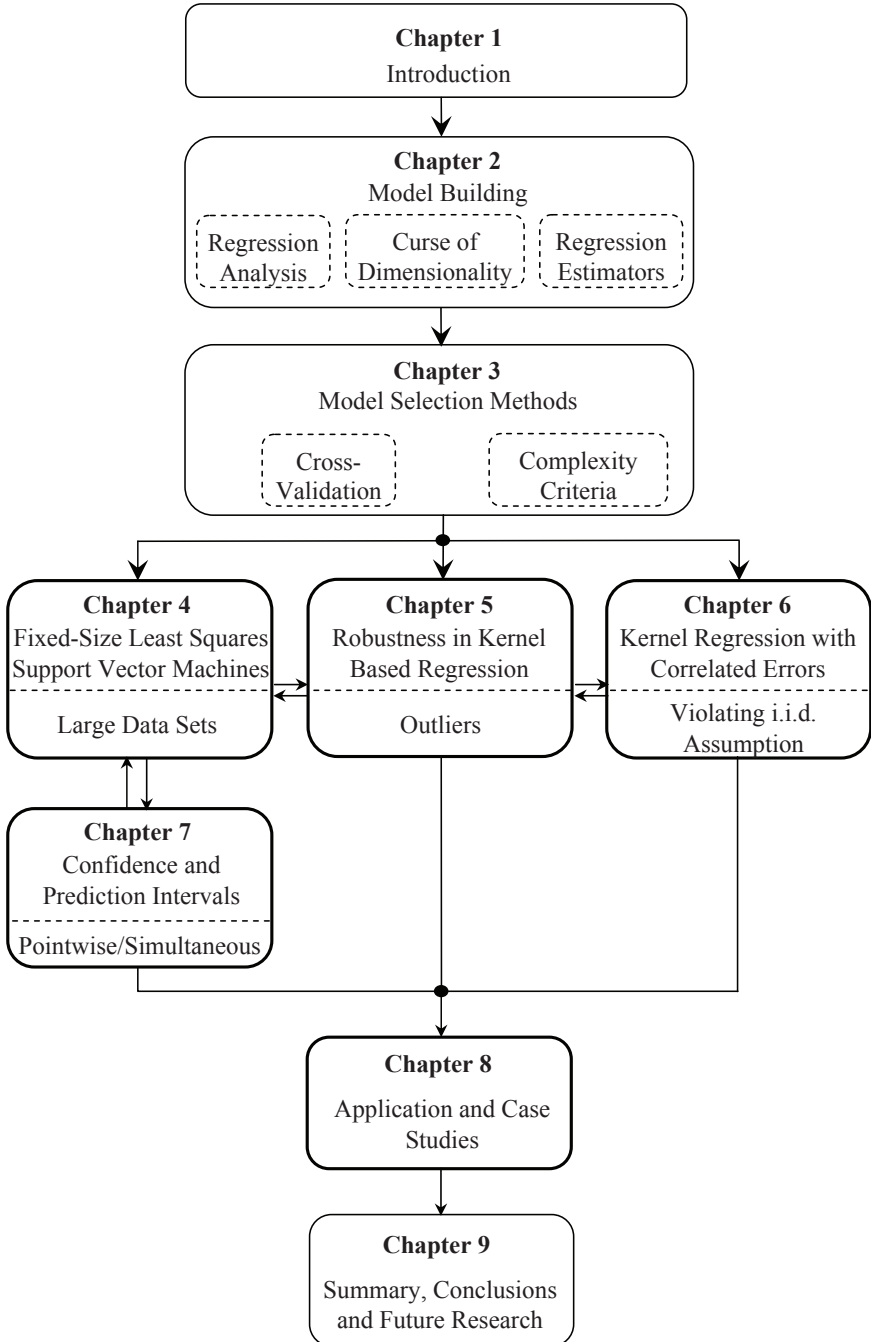 Chapter 1
Introduction
Chapter 2
Model Building
Regression
Analysis
Curse of
Dimensionality
Regression
Estimators
Chapter 3
Model Selection Methods
Cross-
Validation
Complexity
Criteria
Chapter 4
Fixed-Size Least Squares
Support Vector Machines
Large Data Sets
Chapter 5
Robustness in Kernel
Based Regression
Outliers
Chapter 6
Kernel Regression with
Correlated Errors
Violating i.i.d.
Assumption
Chapter 7
Confidence and
Prediction Intervals
Pointwise/Simultaneous
Chapter 8
Application and Case
Studies
Chapter 9
Summary, Conclusions
and Future Research